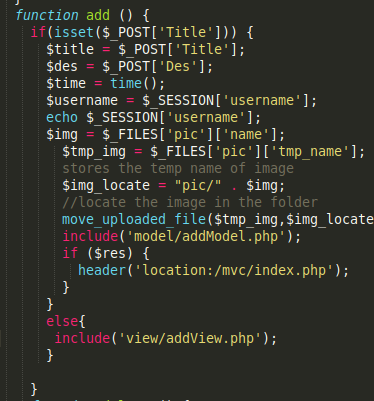 function add () {
if(isset($_POST['Title'])) {
$title = $_POST['Title'];
$des = $_POST['Des'];
$time = time();
$username = $_SESSION['username'];
echo $_SESSION['username'];
$img = $_FILES['pic']['name'];
$tmp_img = $_FILES['pic']['tmp_name'];
stores the temp name of image
$img_locate = "pic/" . $img;
//locate the image in the folder
move_uploaded_file($tmp_img,$img_locate
include('model/addModel.php');
if ($res) {
header('location:/mvc/index.php');
}
}
else{
include('view/addView.php');
}
}